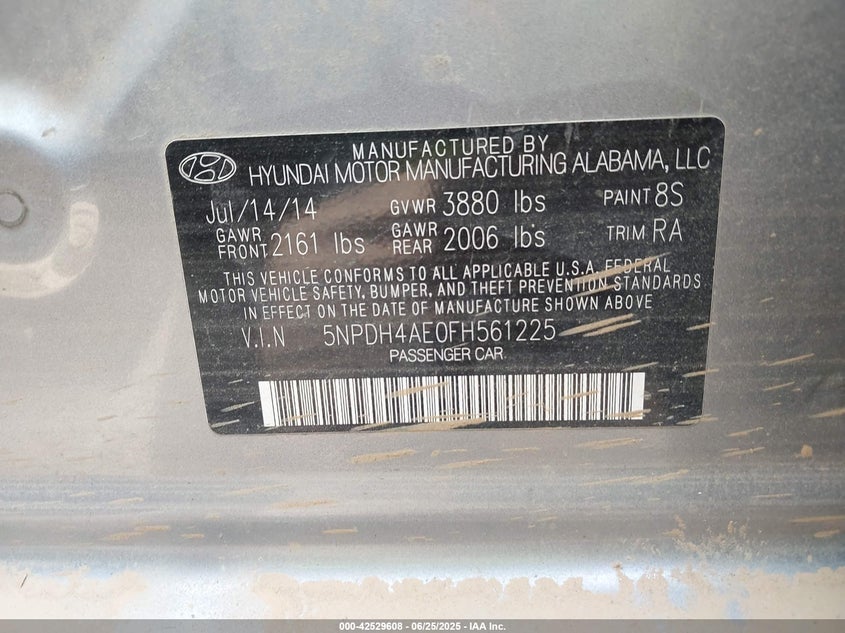 MANUFACTURED BY
HYUNDAI MOTOR MANUFACTURING ALABAMA, LLC
Jul/14/14 GVWR 3880 lbs PAINT 8S
GAWR FRONT 2161 lbs GAWR REAR 2006 lbs TRIM RA
THIS VEHICLE CONFORMS TO ALL APPLICABLE U.S.A. FEDERAL
MOTOR VEHICLE SAFETY, BUMPER, AND THEFT PREVENTION STANDARDS
IN EFFECT ON THE DATE OF MANUFACTURE SHOWN ABOVE
V.I.N 5NPDH4AE0FH561225
PASSENGER CAR
000-42529608 - 06/25/2025 - IAA Inc.